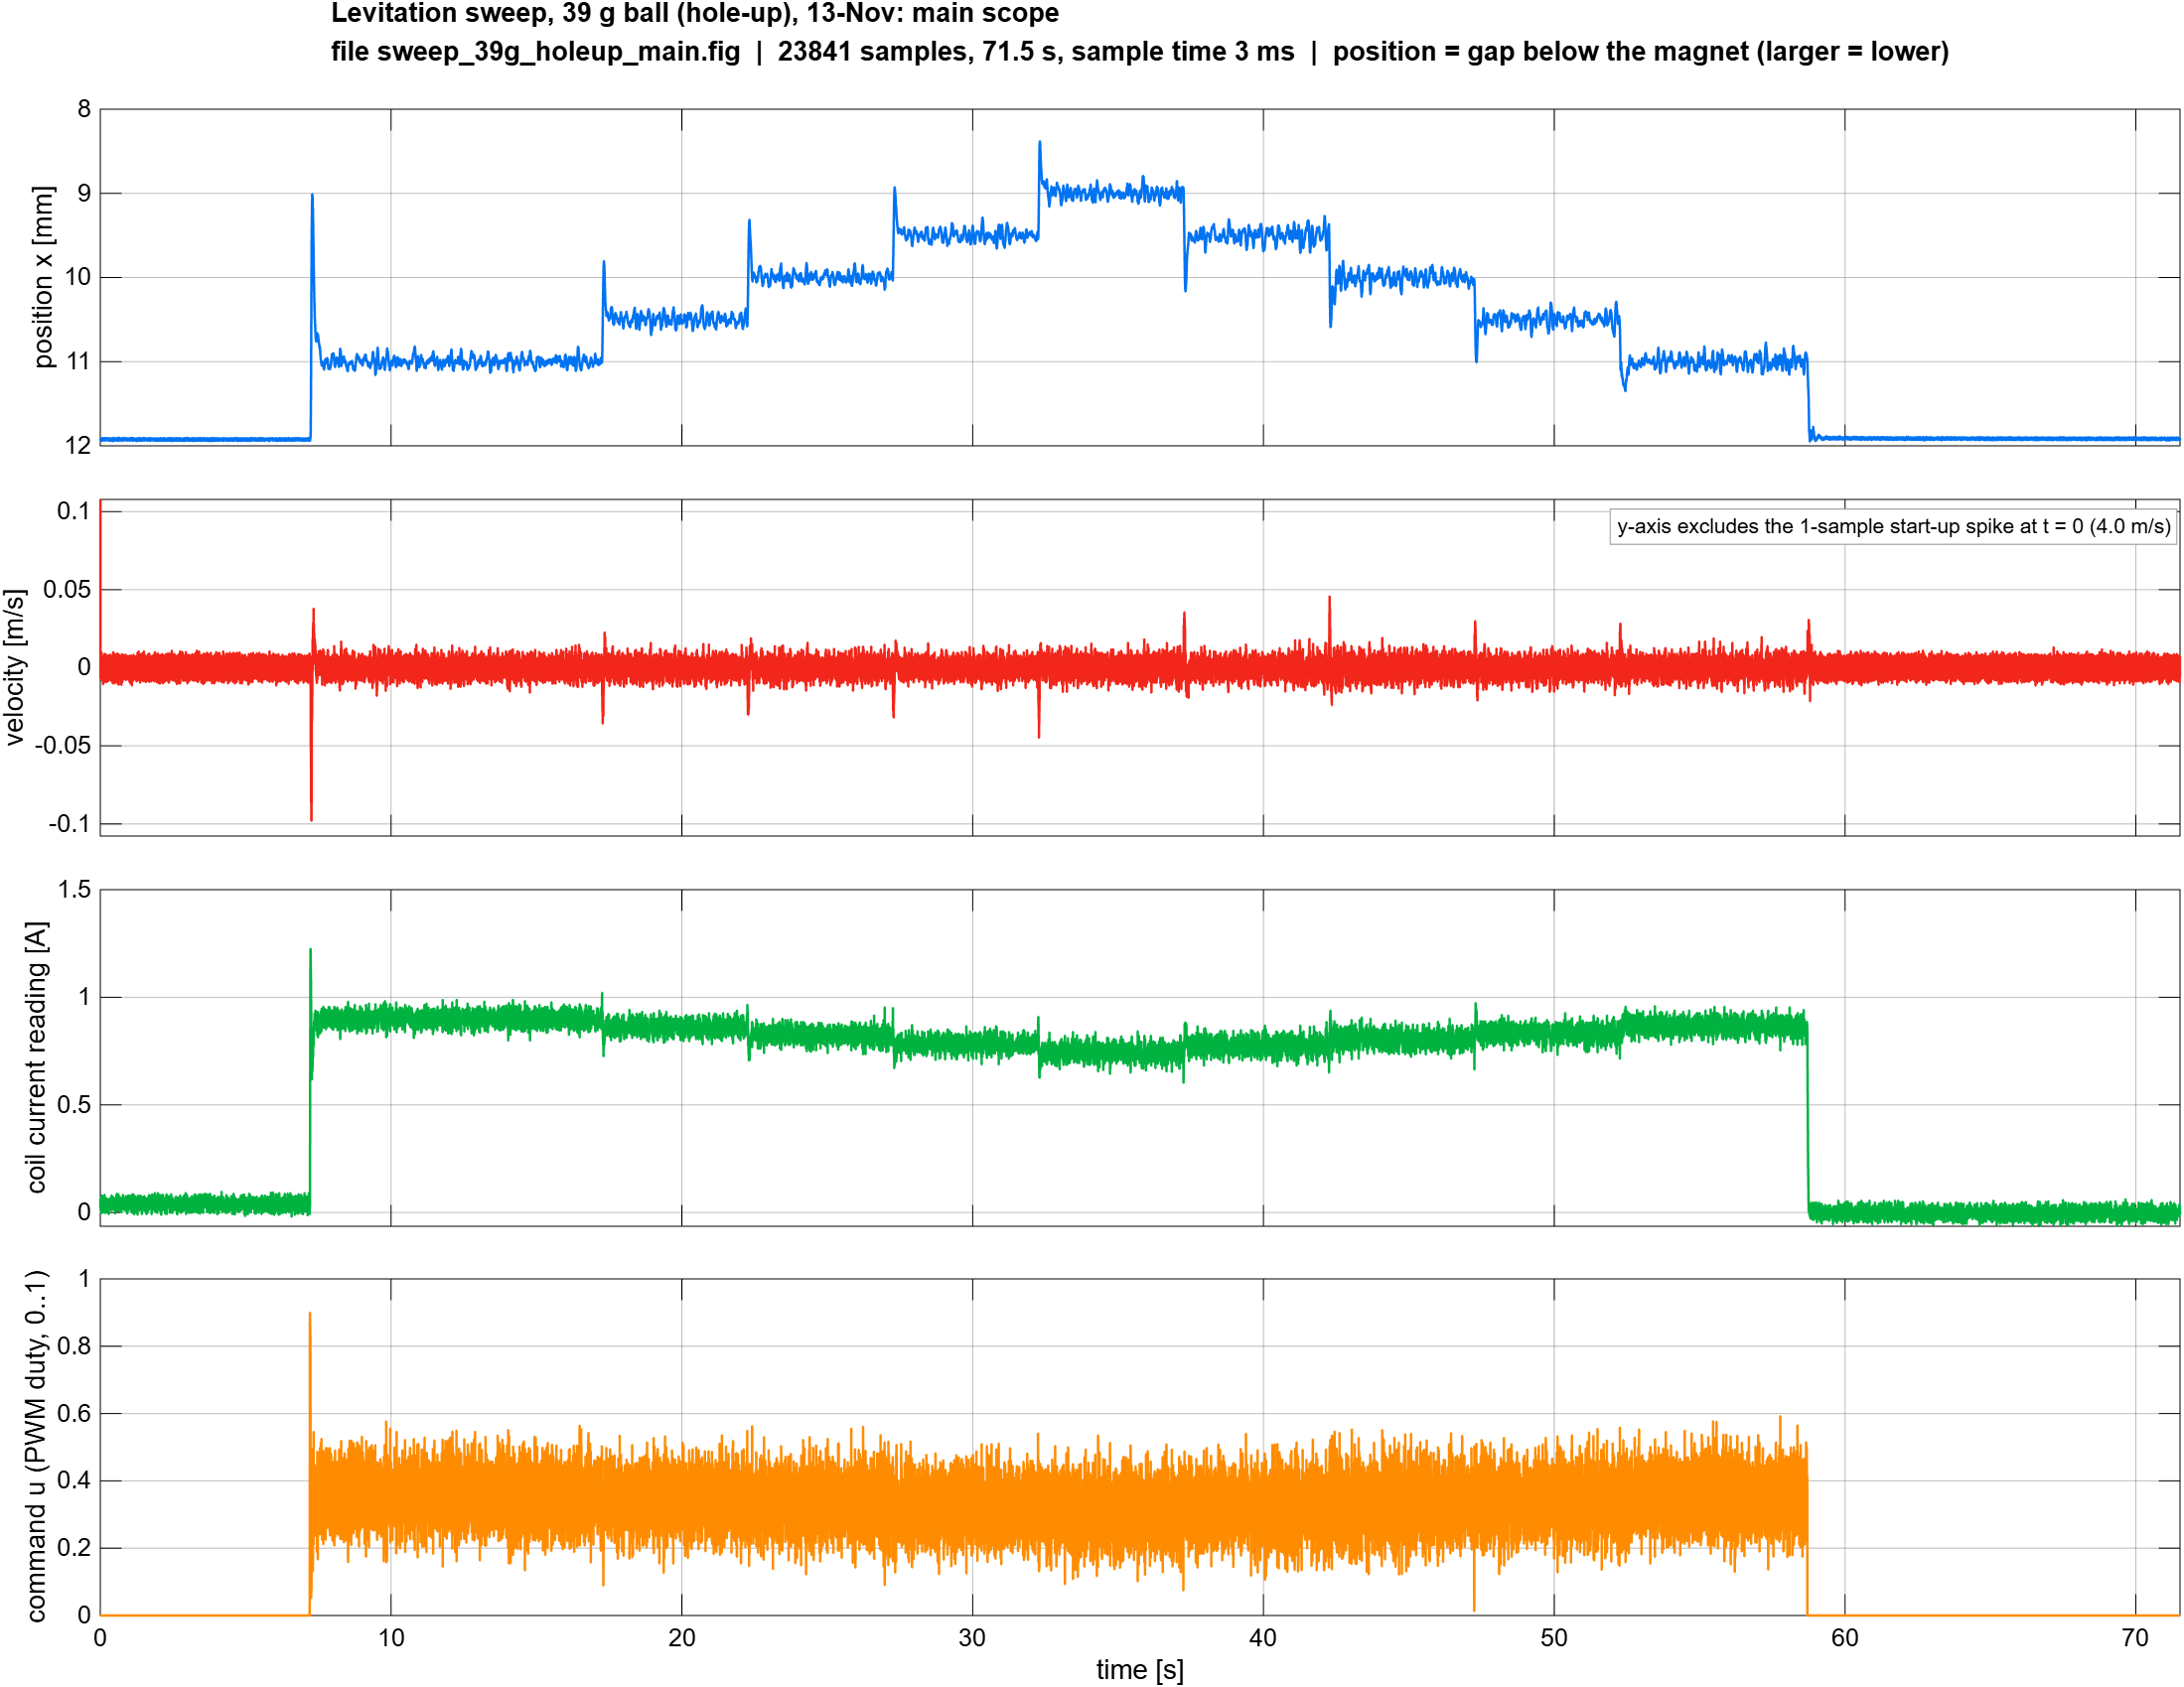 Levitation sweep, 39 g ball (hole-up), 13-Nov: main scope
file sweep_39g_holeup_main.fig | 23841 samples, 71.5 s, sample time 3 ms | position = gap below the magnet (larger = lower)
position x [mm]
8
9
10
11
12
velocity [m/s]
0.1
0.05
0
-0.05
-0.1
y-axis excludes the 1-sample start-up spike at t = 0 (4.0 m/s)
coil current reading [A]
1.5
1
0.5
0
command u (PWM duty, 0..1)
1
0.8
0.6
0.4
0.2
0
0 10 20 30 40 50 60 70
time [s]